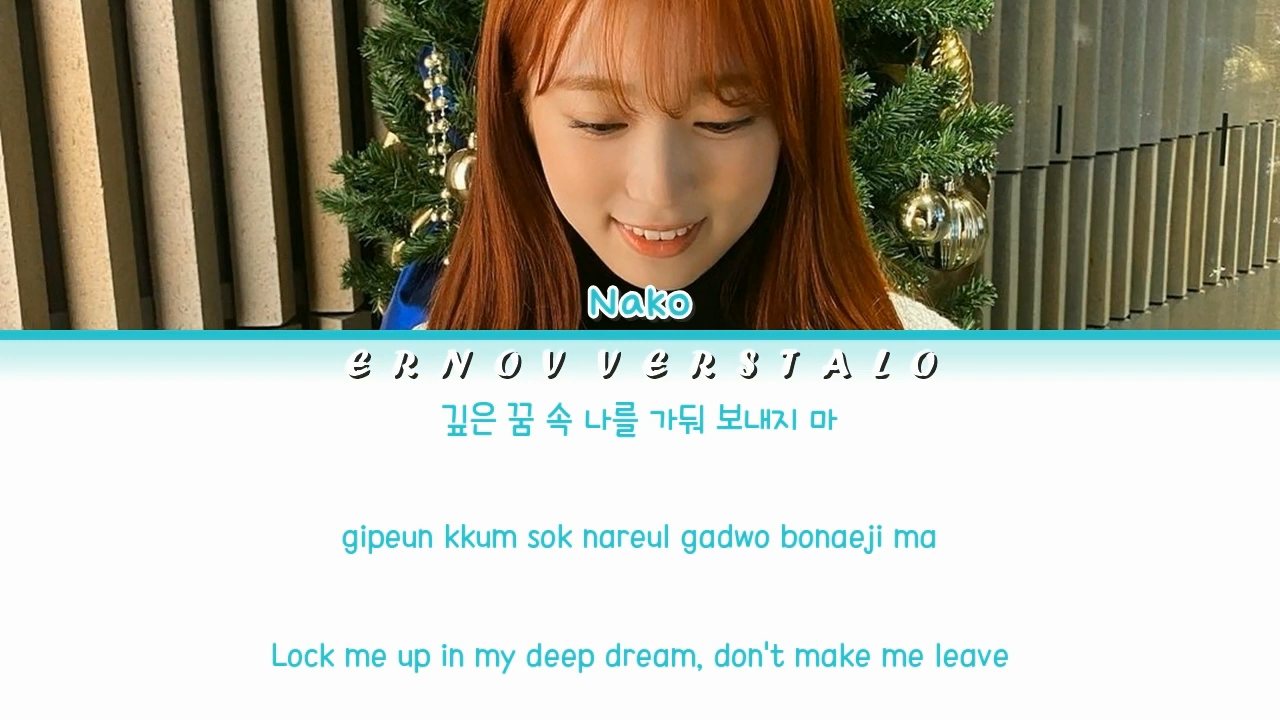 Nako
ERNOV VERSTALO
깊은 꿈 속 나를 가둬 보내지 마
gipeun kkum sok nareul gadwo bonaeji ma
Lock me up in my deep dream, don't make me leave